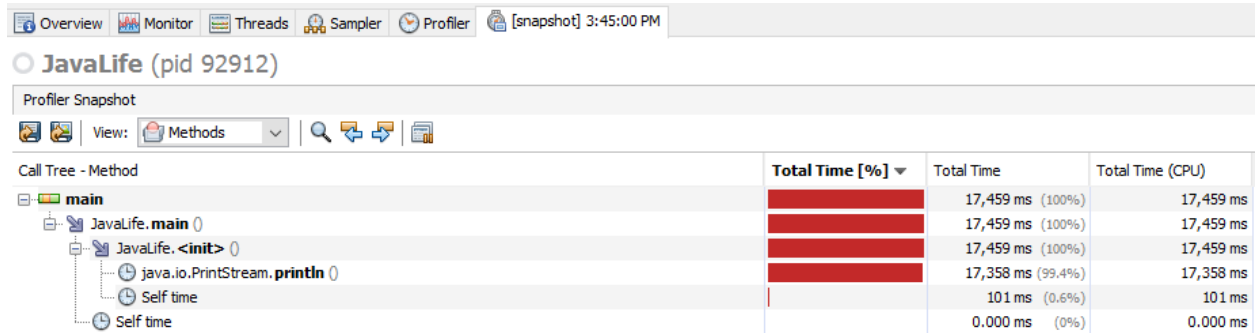 Overview Monitor Threads Sampler Profiler [snapshot] 3:45:00 PM
JavaLife (pid 92912)
Profiler Snapshot
View: Methods
Call Tree - Method Total Time [%] Total Time Total Time (CPU)
main 17,459 ms (100%) 17,459 ms
JavaLife.main () 17,459 ms (100%) 17,459 ms
JavaLife.<init> () 17,459 ms (100%) 17,459 ms
java.io.PrintStream.println () 17,358 ms (99.4%) 17,358 ms
Self time 101 ms (0.6%) 101 ms
Self time 0.000 ms (0%) 0.000 ms